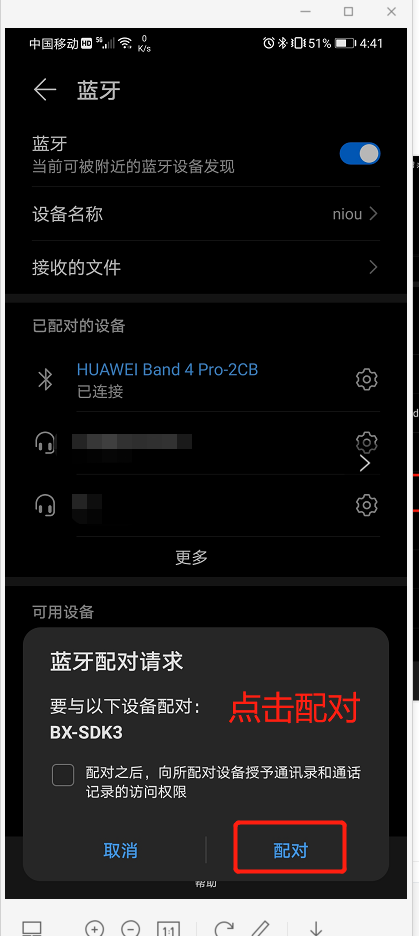 中国移动 HD 5G 0 K/s 51% 4:41
蓝牙
蓝牙
当前可被附近的蓝牙设备发现
设备名称 niou
接收的文件
已配对的设备
HUAWEI Band 4 Pro-2CB
已连接
更多
可用设备
蓝牙配对请求
要与以下设备配对：
BX-SDK3
点击配对
配对之后，向所配对设备授予通讯录和通话
记录的访问权限
取消 配对
帮助
1:1